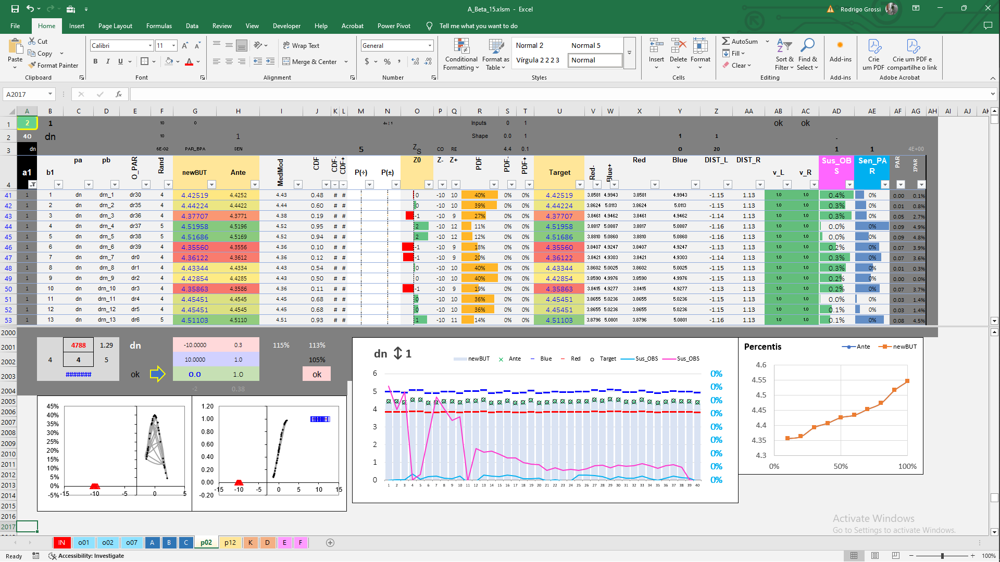 A_Beta_15.xlsm - Excel
Rodrigo Grossi
File Home Insert Page Layout Formulas Data Review View Developer Help Acrobat Power Pivot Tell me what you want to do
Paste
Cut
Copy
Format Painter
Clipboard
Calibri 11
B I U
Font
Wrap Text
Merge & Center
Alignment
General
Number
Conditional Formatting
Format as Table
Normal 2 Normal 5
Vírgula 2 2 2 3 Normal
Styles
Insert Delete Format
Cells
AutoSum
Fill
Clear
Sort & Filter
Find & Select
Editing
Add-ins
Add-ins
Crie um PDF
Crie um PDF e compartilhe o link
Adobe Acrobat
A2017
fx
A B C D E F G H I J K L M N O P Q R S T U V W X Y Z AA AB AC AD AE AF AG AH AI AJ AK
1 2 1 10 0 dn ↕ 1 Inputs 0 1 ok ok
2 40 dn 10 1 Shape 0.0 1 1 1 -
3 dn 6E-02 PAR_BPA SEN 5 ZS CO RE 4.4 0.1 0 20 1 1 4E+00
4 a1 b1 pa pb O_PAR Rand newBUT Ante MedMod CDF CDF- CDF+ P(÷) P(±) Z0 Z- Z+ PDF PDF- PDF+ Target Red- Blue+ Red Blue DIST_L DIST_R v_L v_R Sus_OBS Sen_PAR PAR ΣPAR
41 1 1 dn drn_1 dr30 4 4.42519 4.4252 4.43 0.48 # # 0 -10 10 40% 0% 0% 4.42519 3.8581 4.9943 3.8581 4.9943 -1.15 1.13 1.0 1.0 0.4% 0% 0.00 0.1%
42 1 2 dn drn_2 dr35 4 4.44224 4.4422 4.44 0.60 # # 0 -10 10 39% 0% 0% 4.44224 3.8624 5.0113 3.8624 5.0113 -1.15 1.13 1.0 1.0 0.3% 0% 0.01 0.8%
43 1 3 dn drn_3 dr36 4 4.37707 4.3771 4.38 0.19 # # -1 -10 9 27% 0% 0% 4.37707 3.8461 4.9462 3.8461 4.9462 -1.14 1.13 1.0 1.0 0.3% 0% 0.05 2.7%
44 1 4 dn drn_4 dr37 5 4.51958 4.5196 4.52 0.95 # # 2 -10 12 11% 0% 0% 4.51958 3.8817 5.0887 3.8817 5.0887 -1.16 1.13 1.0 1.0 0.0% 0% 0.09 4.9%
45 1 5 dn drn_5 dr38 5 4.51686 4.5169 4.52 0.94 # # 2 -10 12 12% 0% 0% 4.51686 3.8810 5.0860 3.8810 5.0860 -1.16 1.13 1.0 1.0 0.0% 0% 0.09 4.8%
46 1 6 dn drn_6 dr39 4 4.35560 4.3556 4.36 0.10 # # -1 -10 9 18% 0% 0% 4.35560 3.8407 4.9247 3.8407 4.9247 -1.13 1.13 1.0 1.0 0.2% 0% 0.07 3.9%
47 1 7 dn drn_7 dr0 4 4.36122 4.3612 4.36 0.12 # # -1 -10 9 20% 0% 0% 4.36122 3.8421 4.9303 3.8421 4.9303 -1.14 1.13 1.0 1.0 0.3% 0% 0.07 3.6%
48 1 8 dn drn_8 dr1 4 4.43344 4.4334 4.43 0.54 # # 0 -10 10 40% 0% 0% 4.43344 3.8602 5.0025 3.8602 5.0025 -1.15 1.13 1.0 1.0 0.3% 0% 0.01 0.3%
49 1 9 dn drn_9 dr2 4 4.42854 4.4285 4.43 0.50 # # 0 -10 10 40% 0% 0% 4.42854 3.8590 4.9976 3.8590 4.9976 -1.15 1.13 1.0 1.0 0.2% 0% 0.00 0.0%
50 1 10 dn drn_10 dr3 4 4.35863 4.3586 4.36 0.11 # # -1 -10 9 19% 0% 0% 4.35863 3.8415 4.9277 3.8415 4.9277 -1.13 1.13 1.0 1.0 0.2% 0% 0.07 3.7%
51 1 11 dn drn_11 dr4 4 4.45451 4.4545 4.45 0.68 # # 0 -10 10 36% 0% 0% 4.45451 3.8655 5.0236 3.8655 5.0236 -1.15 1.13 1.0 1.0 0.0% 0% 0.03 1.4%
52 1 12 dn drn_12 dr5 4 4.45451 4.4545 4.45 0.68 # # 0 -10 10 36% 0% 0% 4.45451 3.8655 5.0236 3.8655 5.0236 -1.15 1.13 1.0 1.0 0.1% 0% 0.03 1.4%
53 1 13 dn drn_13 dr6 5 4.51103 4.5110 4.51 0.93 # # 1 -10 11 14% 0% 0% 4.51103 3.8796 5.0801 3.8796 5.0801 -1.16 1.13 1.0 1.0 0.1% 0% 0.08 4.5%
2000
2001 4788 1.29 dn -10.0000 0.3 115% 113%
2002 4 4 5 10.0000 1.0 105%
2003 ####### ok 0.0 1.0 ok
2004 -2 0.38
2005
2006
2007
2008
2009
2010
2011
2012
2013
2014
2015
2016
2017
45%
40%
35%
30%
25%
20%
15%
10%
5%
0%
-5%
-15 -10 -5 0 5
1.20
1.00
0.80
0.60
0.40
0.20
0.00
-0.20
-15 -10 -5 0 5 10 15
dn ↕ 1
newBUT Ante Blue Red Target Sus_OBS Sus_OBS
6 0%
5 0%
4 0%
3 0%
2 0%
1 0%
0 0%
0%
0%
1 2 3 4 5 6 7 8 9 10 11 12 13 14 15 16 17 18 19 20 21 22 23 24 25 26 27 28 29 30 31 32 33 34 35 36 37 38 39 40
Percentis
Ante newBUT
4.6
4.55
4.5
4.45
4.4
4.35
4.3
0% 50% 100%
Activate Windows
Go to Settings to activate Windows.
IN o01 o02 o07 A B C p02 p12 K D E F
Ready
Accessibility: Investigate
100%